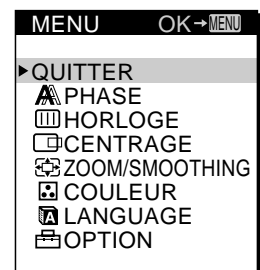 MENU OK→MENU
▶QUITTER
PHASE
HORLOGE
CENTRAGE
ZOOM/SMOOTHING
COULEUR
LANGUAGE
OPTION